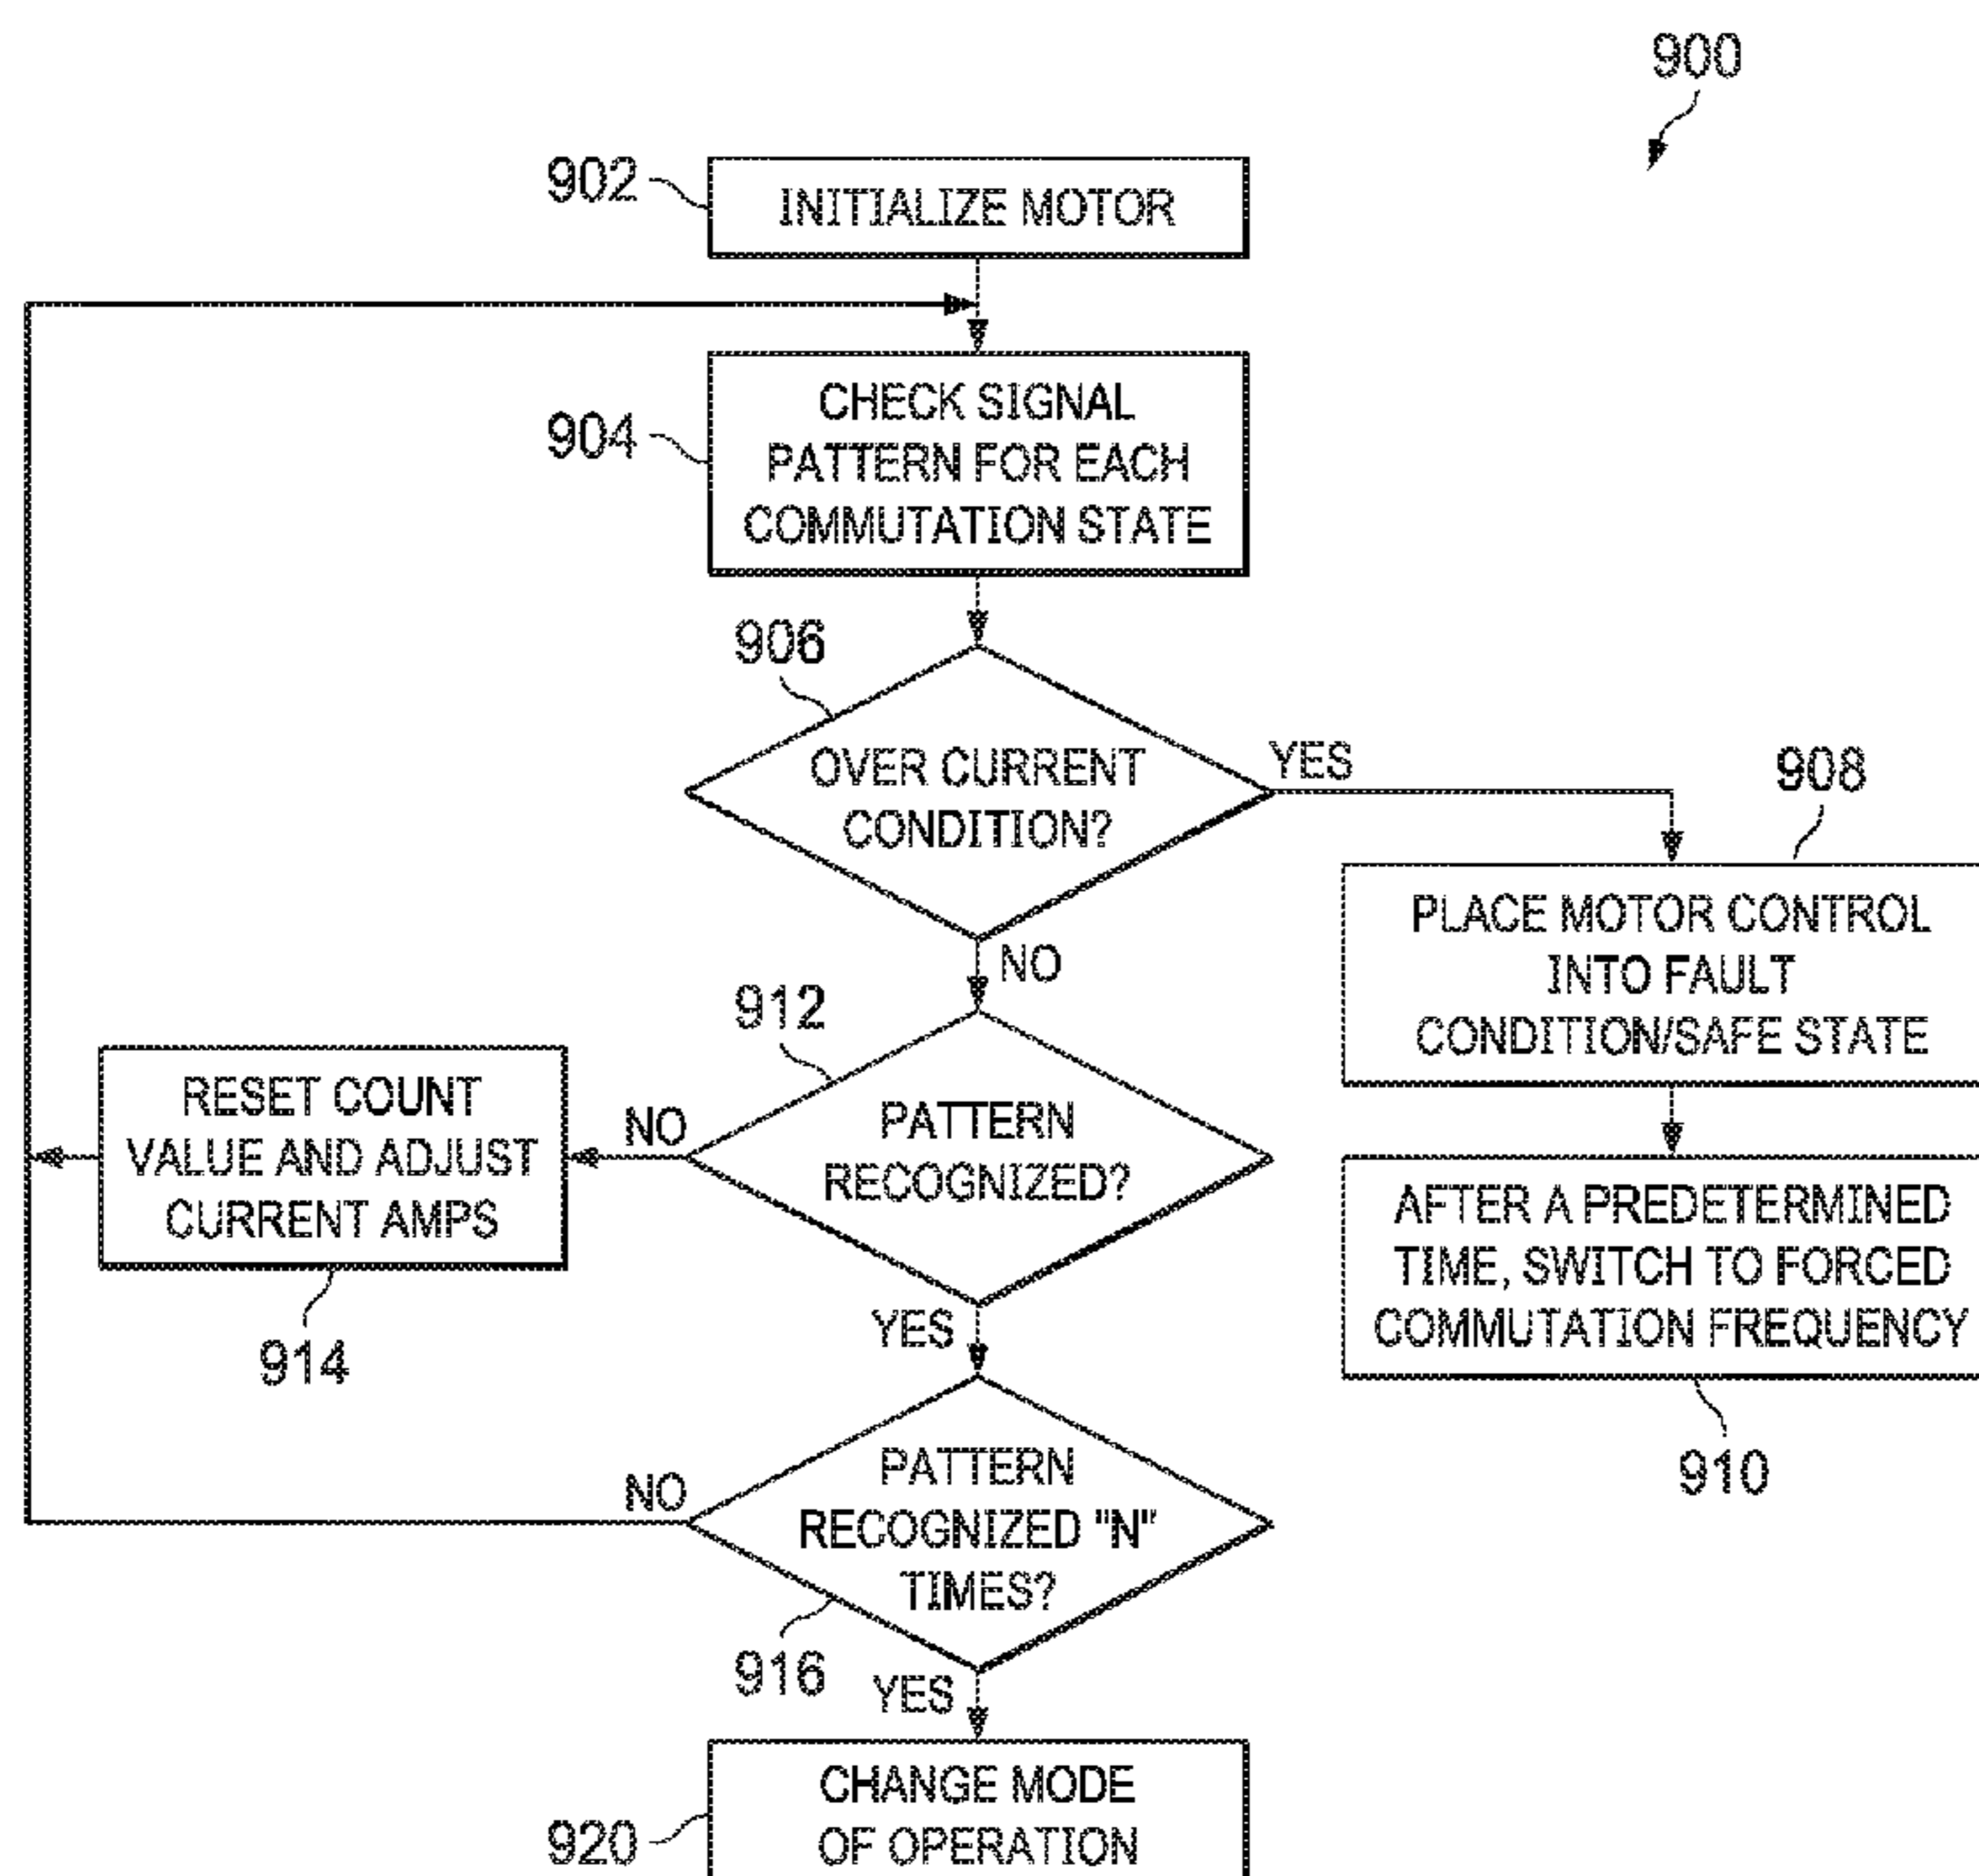 900
902
INITIALIZE MOTOR
904
CHECK SIGNAL
PATTERN FOR EACH
COMMUTATION STATE
906
OVER CURRENT
CONDITION?
YES
NO
908
PLACE MOTOR CONTROL
INTO FAULT
CONDITION/SAFE STATE
AFTER A PREDETERMINED
TIME, SWITCH TO FORCED
COMMUTATION FREQUENCY
910
912
PATTERN
RECOGNIZED?
NO
RESET COUNT
VALUE AND ADJUST
CURRENT AMPS
914
YES
PATTERN
RECOGNIZED "N"
TIMES?
NO
916
YES
920
CHANGE MODE
OF OPERATION